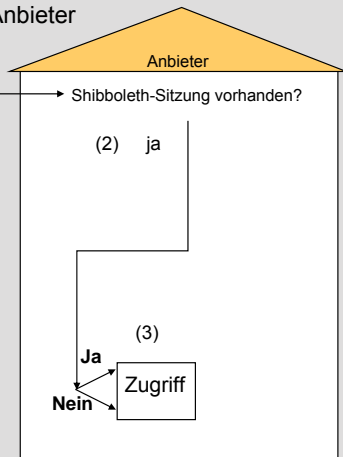 Anbieter
Anbieter
Shibboleth-Sitzung vorhanden?
(2) ja
(3)
Ja
Zugriff
Nein